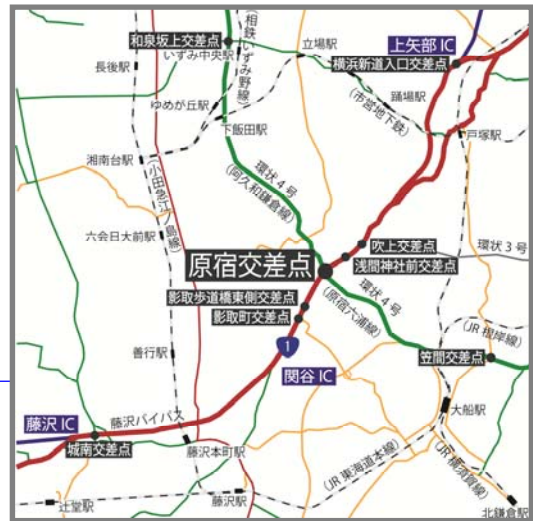 和泉坂上交差点
いずみ中央駅
(相鉄いずみ野線)
立場駅
上矢部IC
横浜新道入口交差点
長後駅
ゆめが丘駅
踊場駅
(市営地下鉄)
下飯田駅
戸塚駅
湘南台駅
(小田急江ノ島線)
環状4号
(阿久和鎌倉線)
六会日大前駅
吹上交差点
環状3号
原宿交差点
浅間神社前交差点
影取歩道橋東側交差点
環状4号
(原宿六浦線)
影取町交差点
1
(JR根岸線)
善行駅
関谷IC
笠間交差点
藤沢バイパス
大船駅
藤沢IC
城南交差点
藤沢本町駅
(JR東海道本線)
(JR横須賀線)
辻堂駅
藤沢駅
北鎌倉駅